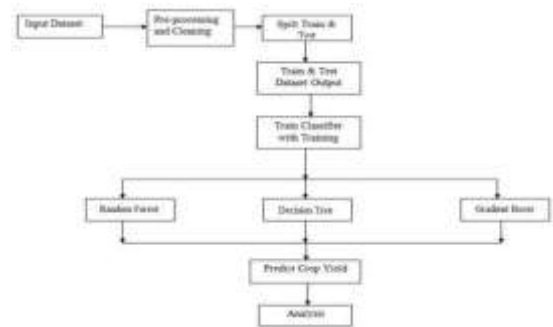 Input Dataset
Pre-processing
and Cleaning
Split Train &
Test
Train & Test
Dataset Output
Train Classifier
with Training
Random Forest
Decision Tree
Gradient Boost
Predict Crop Yield
Analysis